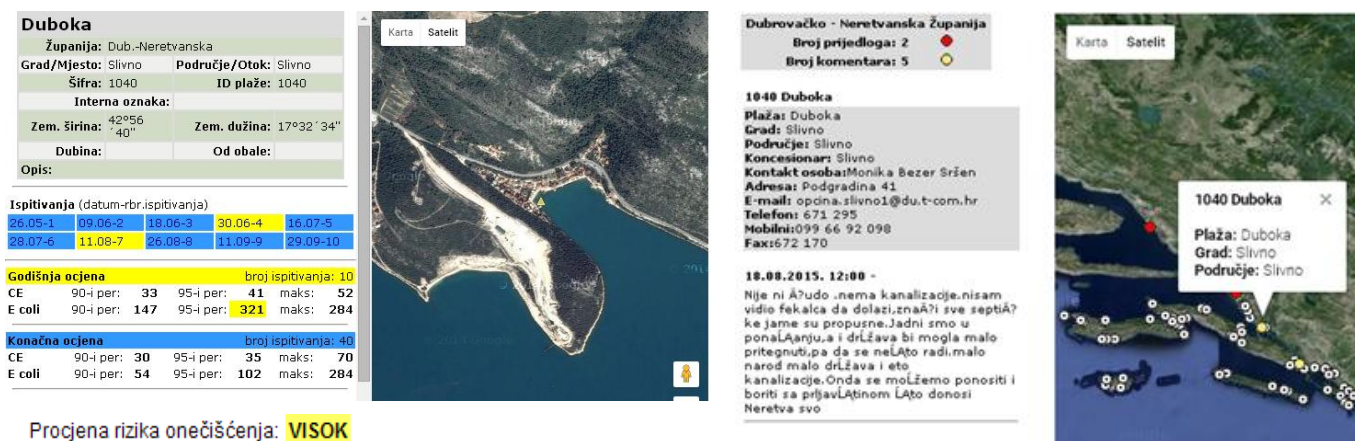 Duboka
Županija: Dub.-Neretvanska
Grad/Mjesto: Slivno Područje/Otok: Slivno
Šifra: 1040 ID plaže: 1040
Interna oznaka:
Zem. širina: 42°56´40" Zem. dužina: 17°32´34"
Dubina: Od obale:
Opis:
Ispitivanja (datum-rbr.ispitivanja)
26.05-1 09.06-2 18.06-3 30.06-4 16.07-5
28.07-6 11.08-7 26.08-8 11.09-9 29.09-10
Godišnja ocjena broj ispitivanja: 10
CE 90-i per: 33 95-i per: 41 maks: 52
E coli 90-i per: 147 95-i per: 321 maks: 284
Konačna ocjena broj ispitivanja: 40
CE 90-i per: 30 95-i per: 35 maks: 70
E coli 90-i per: 54 95-i per: 102 maks: 284
Procjena rizika onečišćenja: VISOK
Karta Satelit
Dubrovačko - Neretvanska Županija
Broj prijedloga: 2
Broj komentara: 5
1040 Duboka
Plaža: Duboka
Grad: Slivno
Područje: Slivno
Koncesionar: Slivno
Kontakt osoba:Monika Bezer Sršen
Adresa: Podgradina 41
E-mail: opcina.slivno1@du.t-com.hr
Telefon: 671 295
Mobilni:099 66 92 098
Fax:672 170
18.08.2015. 12:00 -
Nije ni Ä?udo .nema kanalizacije.nisam
vidio fekalca da dolazi,znaÄ?i sve septiÄ?
ke jame su propusne.Jadni smo u
ponaĹĄanju,a i drĹžava bi mogla malo
pritegnuti,pa da se neĹĄto radi.malo
narod malo drĹžava i eto
kanalizacije.Onda se moĹžemo ponositi i
boriti sa prljavĹĄtinom ĹĄto donosi
Neretva svo
Karta Satelit
1040 Duboka
Plaža: Duboka
Grad: Slivno
Područje: Slivno